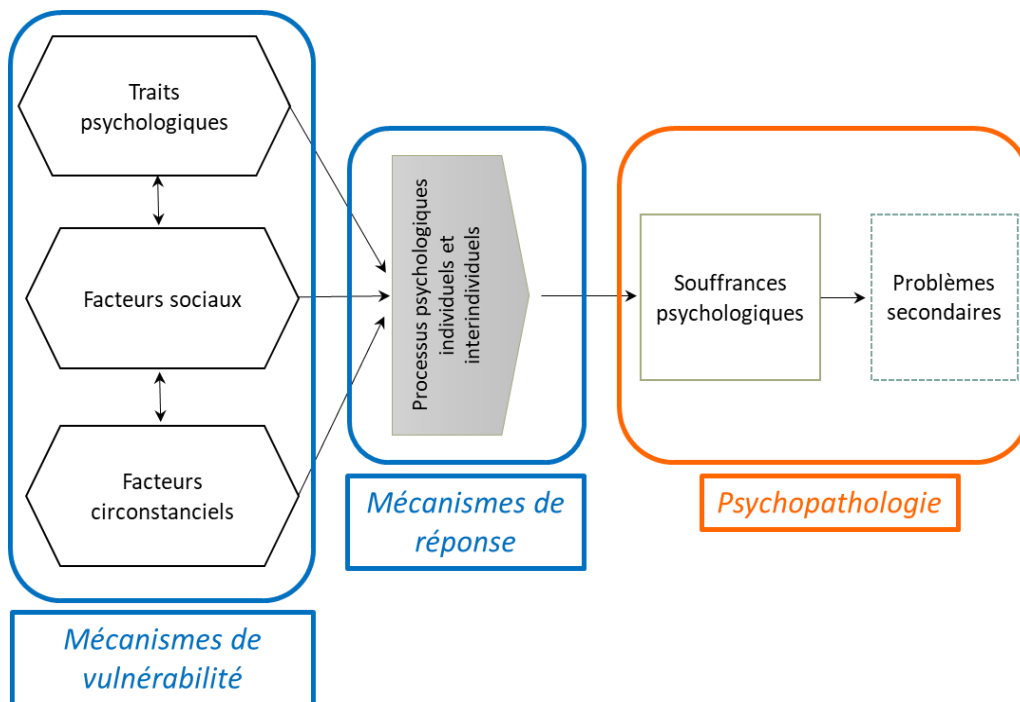 Traits
psychologiques
Facteurs sociaux
Facteurs
circonstanciels
Mécanismes de
vulnérabilité
Processus psychologiques
individuels et
interindividuels
Mécanismes de
réponse
Souffrances
psychologiques
Problèmes
secondaires
Psychopathologie